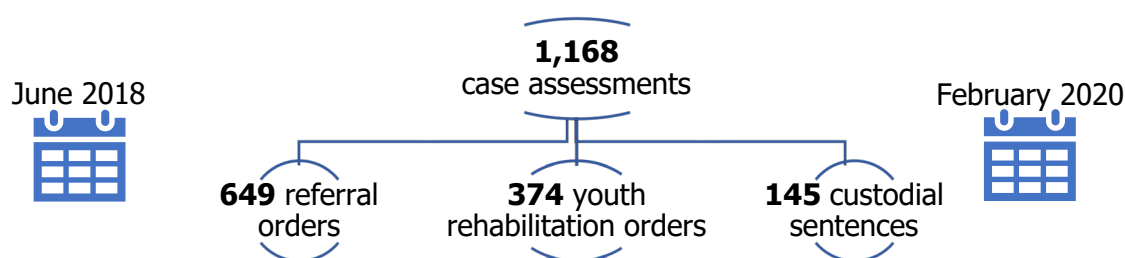 1,168
case assessments
June 2018
February 2020
649 referral
orders
374 youth
rehabilitation orders
145 custodial
sentences